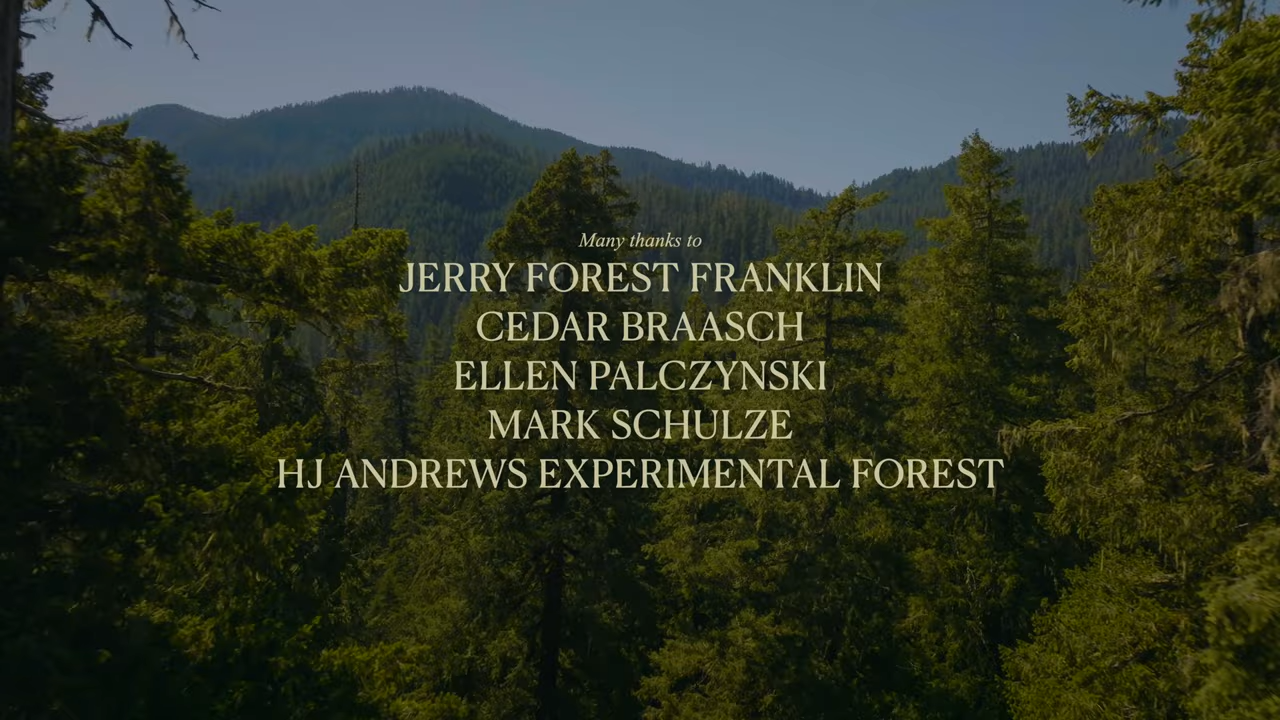 Many thanks to
JERRY FOREST FRANKLIN
CEDAR BRAASCH
ELLEN PALCZYNSKI
MARK SCHULZE
HJ ANDREWS EXPERIMENTAL FOREST